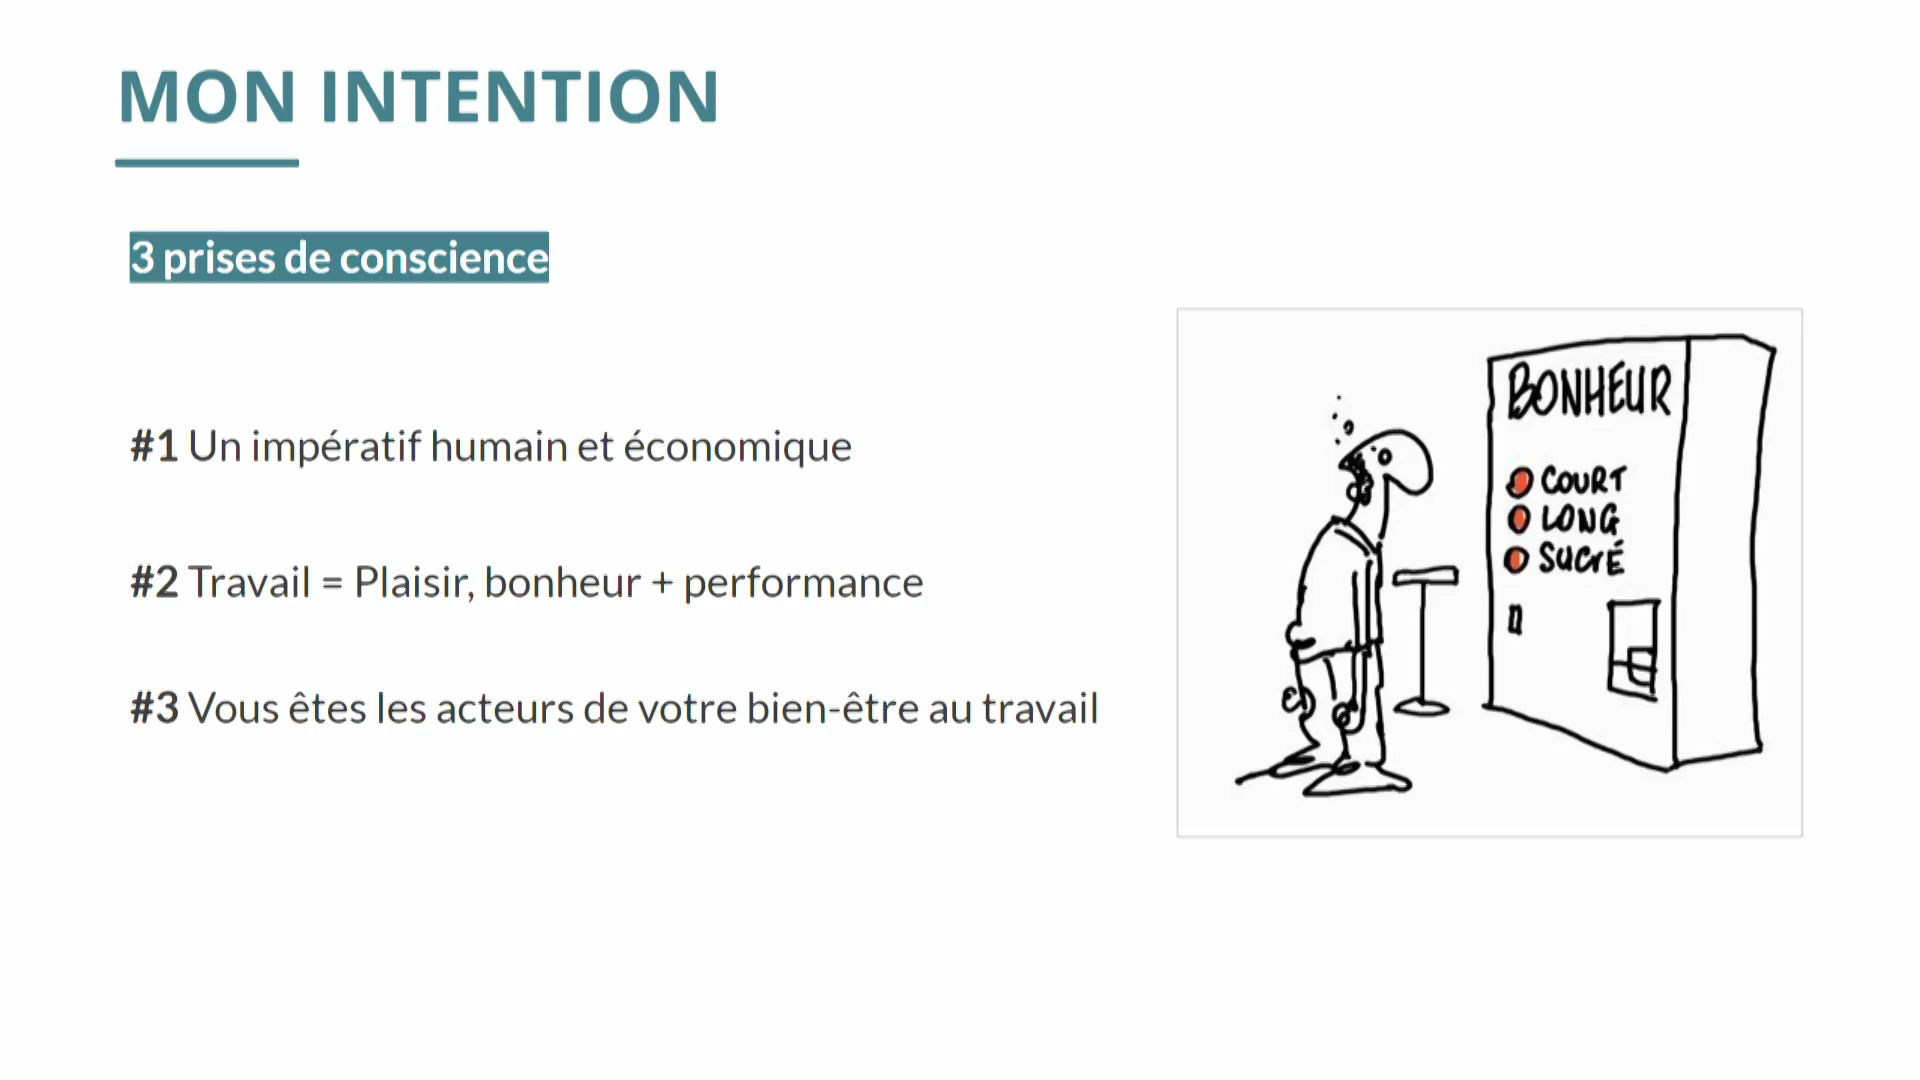 MON INTENTION
3 prises de conscience
#1 Un impératif humain et économique
#2 Travail = Plaisir, bonheur + performance
#3 Vous êtes les acteurs de votre bien-être au travail
BONHEUR
COURT
LONG
SUCRÉ